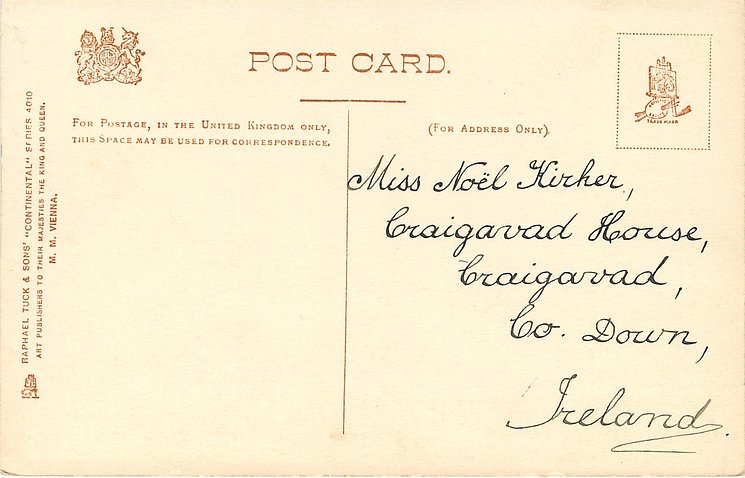 POST CARD.
FOR POSTAGE, IN THE UNITED KINGDOM ONLY,
THIS SPACE MAY BE USED FOR CORRESPONDENCE.
(FOR ADDRESS ONLY).
TRADE MARK
RAPHAEL TUCK & SONS' "CONTINENTAL" SERIES 4010
ART PUBLISHERS TO THEIR MAJESTIES THE KING AND QUEEN.
M. M. VIENNA.
Miss Noël Kirker,
Craigavad House,
Craigavad,
Co. Down,
Ireland.